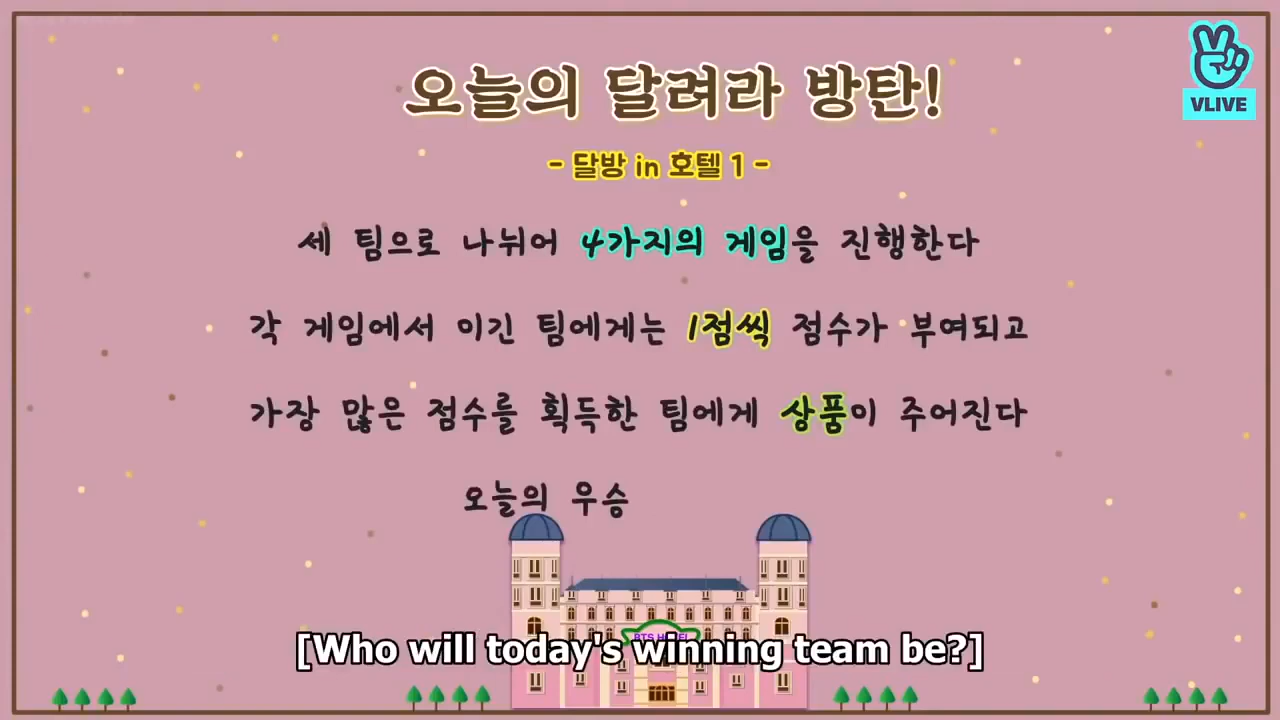 VLIVE
오늘의 달려라 방탄!
- 달방 in 호텔 1 -
세 팀으로 나뉘어 4가지의 게임을 진행한다
각 게임에서 이긴 팀에게는 1점씩 점수가 부여되고
가장 많은 점수를 획득한 팀에게 상품이 주어진다
오늘의 우승
BTS HOTEL
[Who will today's winning team be?]